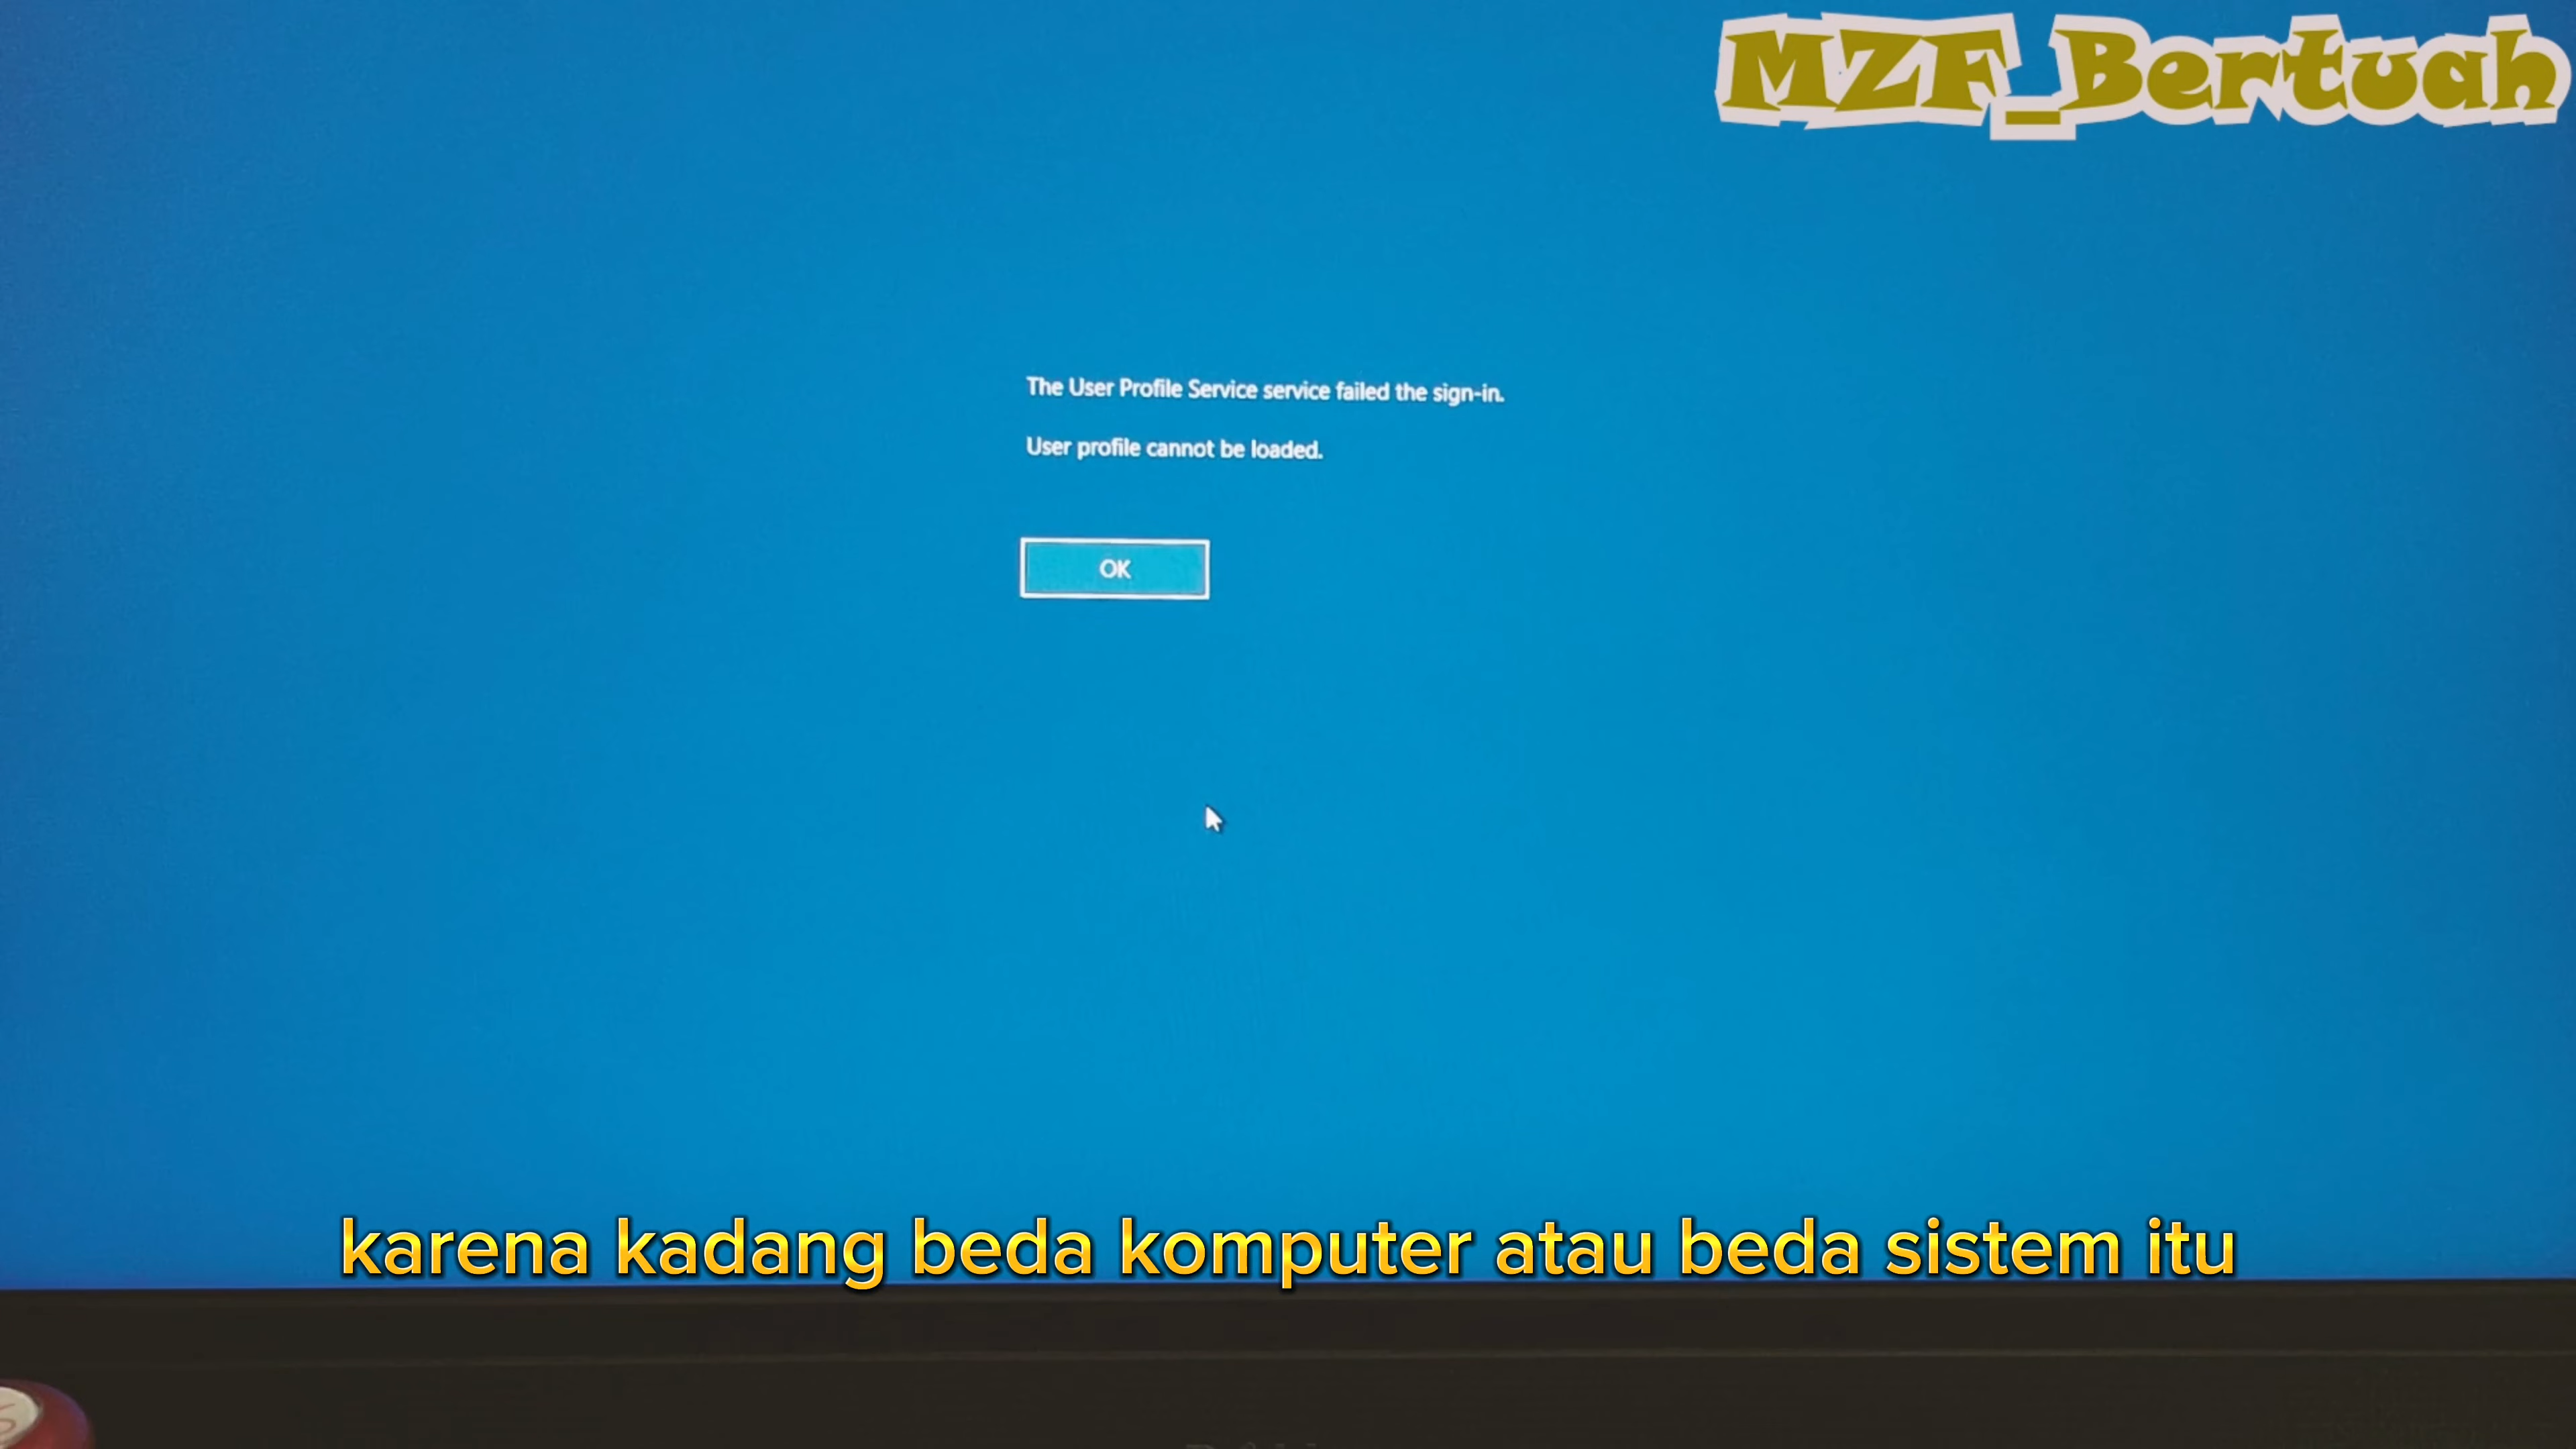 MZF_Bertuah
The User Profile Service service failed the sign-in.
User profile cannot be loaded.
OK
karena kadang beda komputer atau beda sistem itu